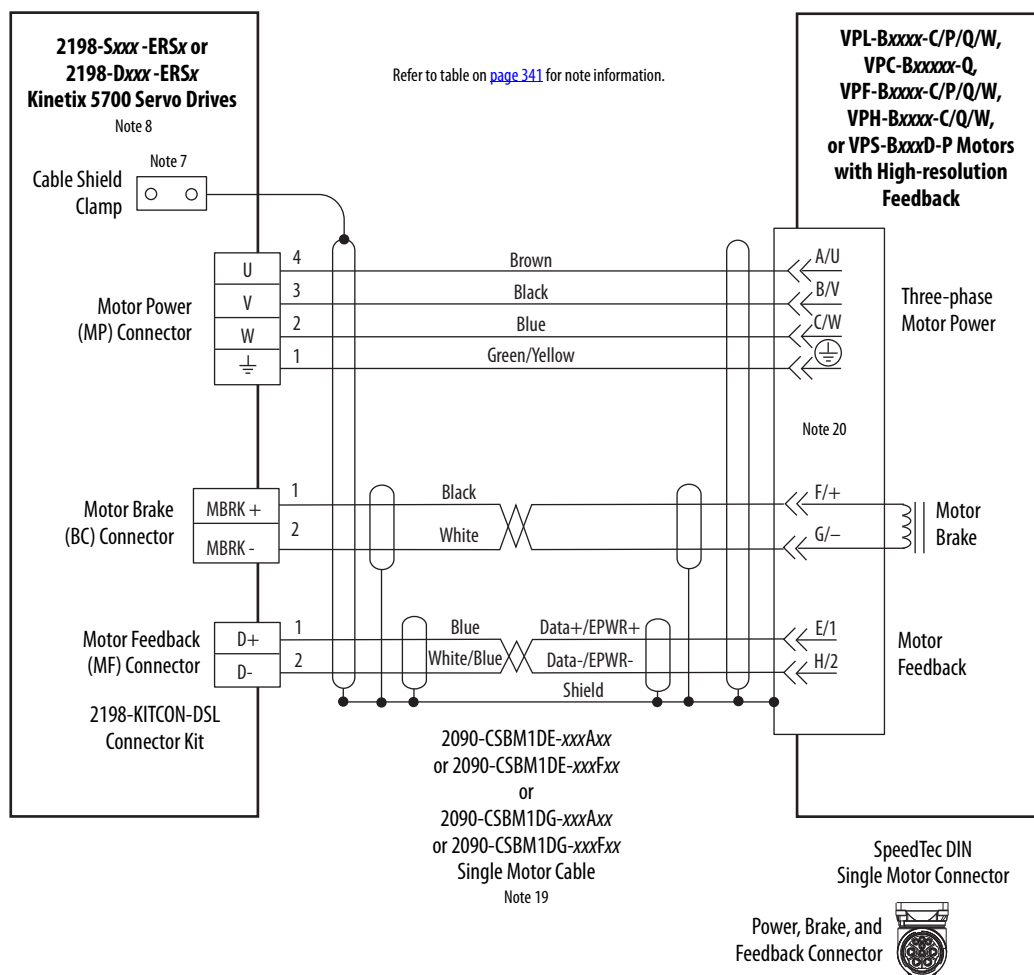 2198-Sxxx -ERSx or
2198-Dxxx -ERSx
Kinetix 5700 Servo Drives
Note 8
Refer to table on page 341 for note information.
VPL-Bxxxx-C/P/Q/W,
VPC-Bxxxxx-Q,
VPF-Bxxxx-C/P/Q/W,
VPH-Bxxxx-C/Q/W,
or VPS-BxxxD-P Motors
with High-resolution
Feedback
Note 7
Cable Shield
Clamp
Motor Power
(MP) Connector
U
V
W
4
3
2
1
Brown
Black
Blue
Green/Yellow
A/U
B/V
C/W
Three-phase
Motor Power
Note 20
Motor Brake
(BC) Connector
MBRK +
MBRK -
1
2
Black
White
F/+
G/–
Motor
Brake
Motor Feedback
(MF) Connector
D+
D-
1
2
Blue
White/Blue
Data+/EPWR+
Data-/EPWR-
Shield
E/1
H/2
Motor
Feedback
2198-KITCON-DSL
Connector Kit
2090-CSBM1DE-xxxAxx
or 2090-CSBM1DE-xxxFxx
or
2090-CSBM1DG-xxxAxx
or 2090-CSBM1DG-xxxFxx
Single Motor Cable
Note 19
SpeedTec DIN
Single Motor Connector
Power, Brake, and
Feedback Connector